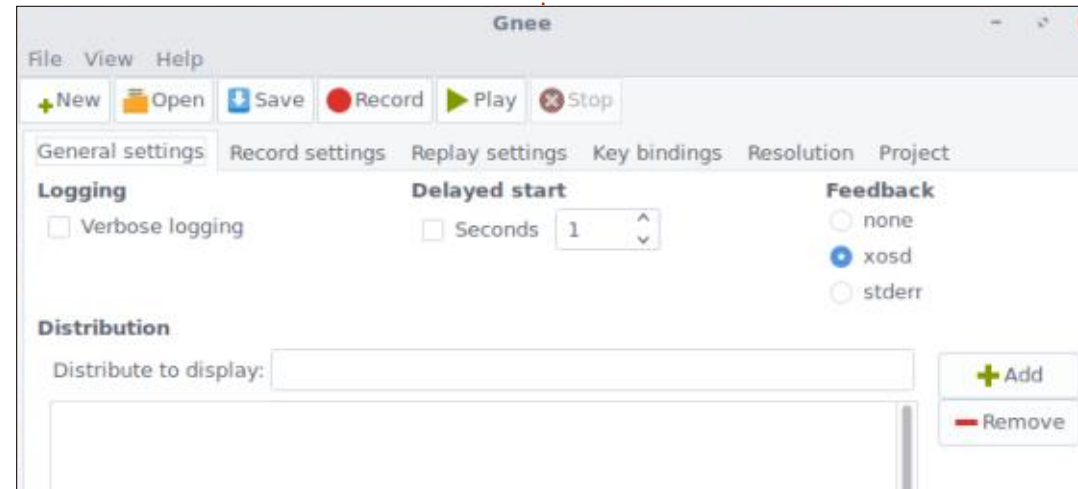 Gnee
File View Help
New Open Save Record Play Stop
General settings Record settings Replay settings Key bindings Resolution Project
Logging Delayed start Feedback
Verbose logging Seconds 1 none
xosd
stderr
Distribution
Distribute to display: Add
Remove